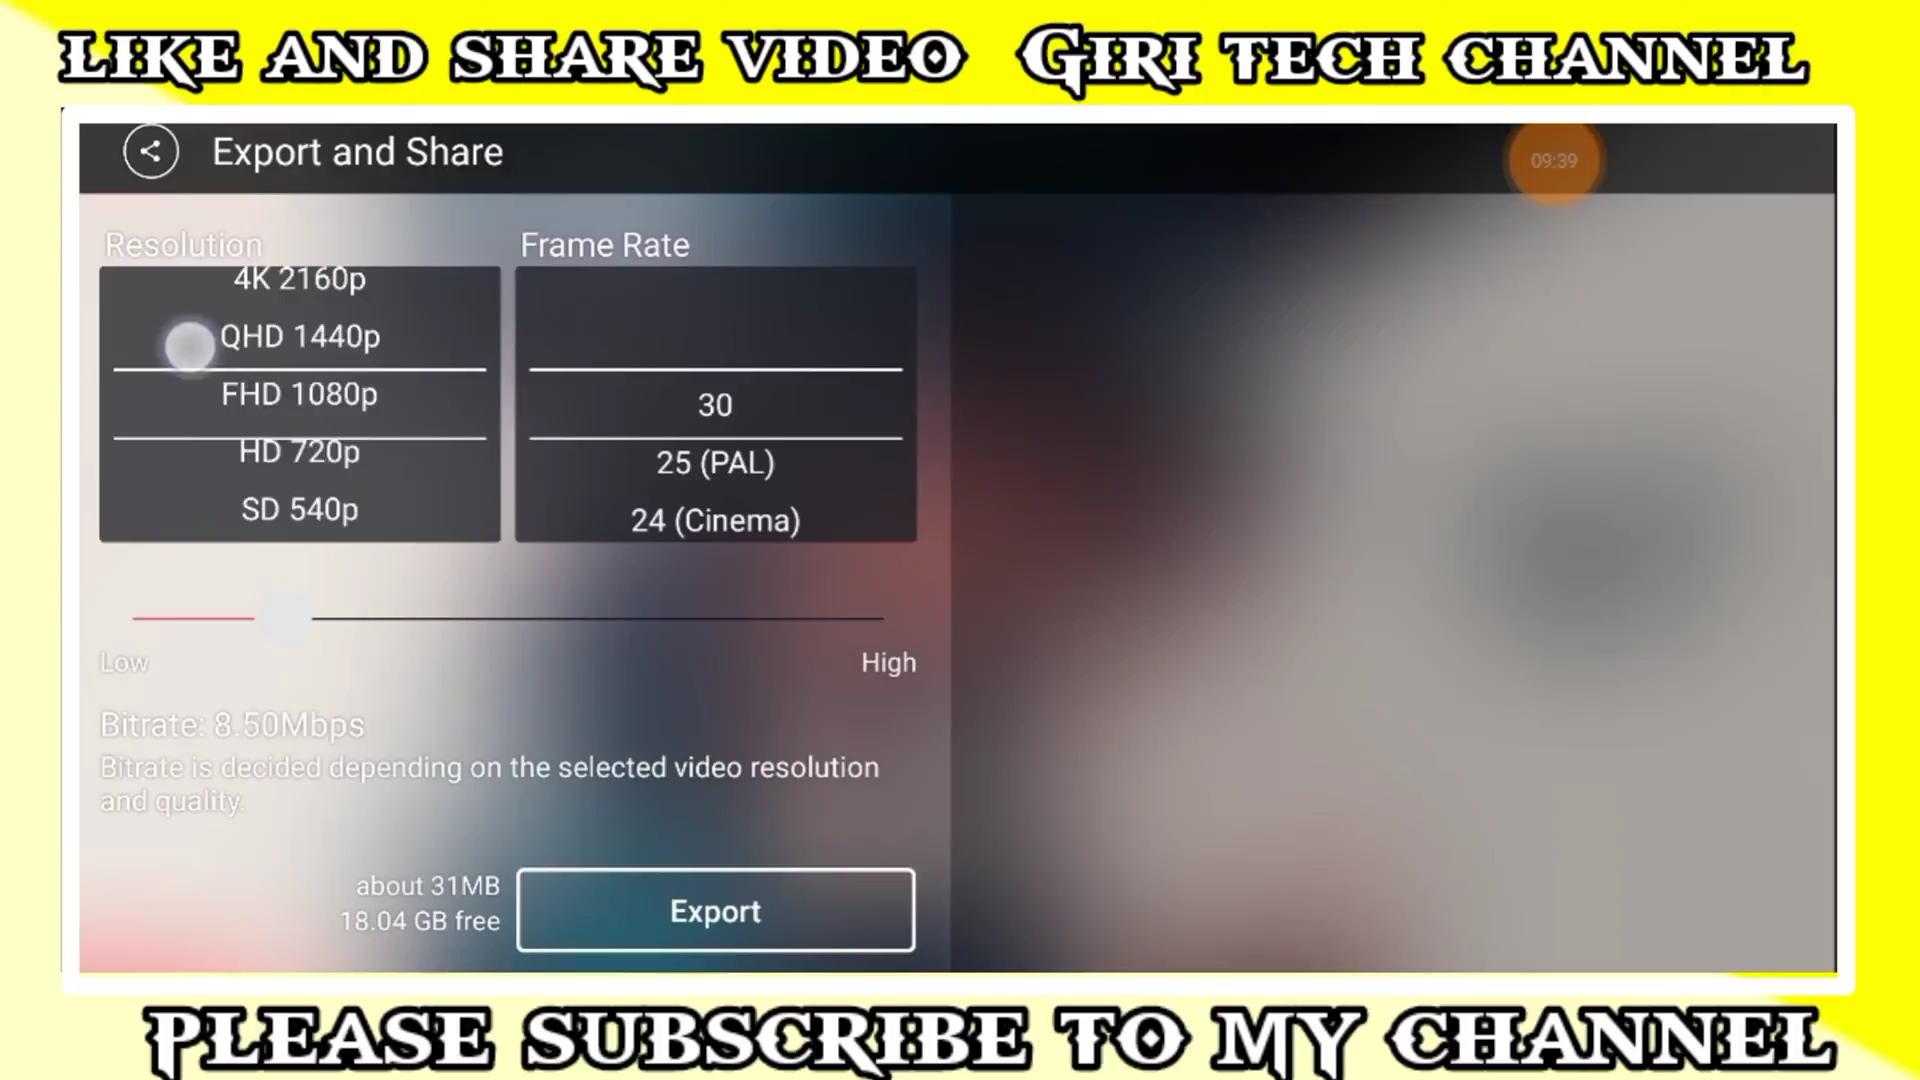 LIKE AND SHARE VIDEO GIRI TECH CHANNEL
Export and Share
09:39
Resolution
Frame Rate
4K 2160p
QHD 1440p
FHD 1080p
30
HD 720p
25 (PAL)
SD 540p
24 (Cinema)
Low
High
Bitrate: 8.50Mbps
Bitrate is decided depending on the selected video resolution
and quality.
about 31MB
18.04 GB free
Export
PLEASE SUBSCRIBE TO MY CHANNEL